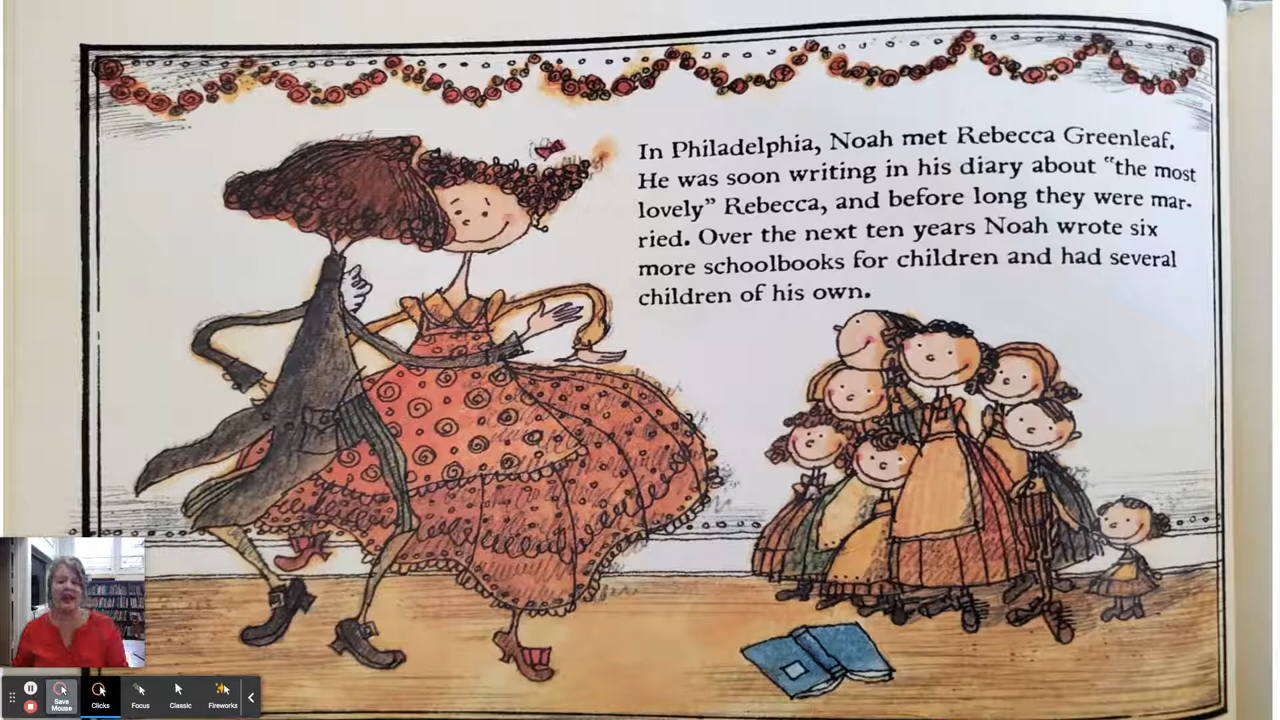 In Philadelphia, Noah met Rebecca Greenleaf.
He was soon writing in his diary about “the most
lovely” Rebecca, and before long they were mar-
ried. Over the next ten years Noah wrote six
more schoolbooks for children and had several
children of his own.
Save
Mouse
Clicks
Focus
Classic
Fireworks